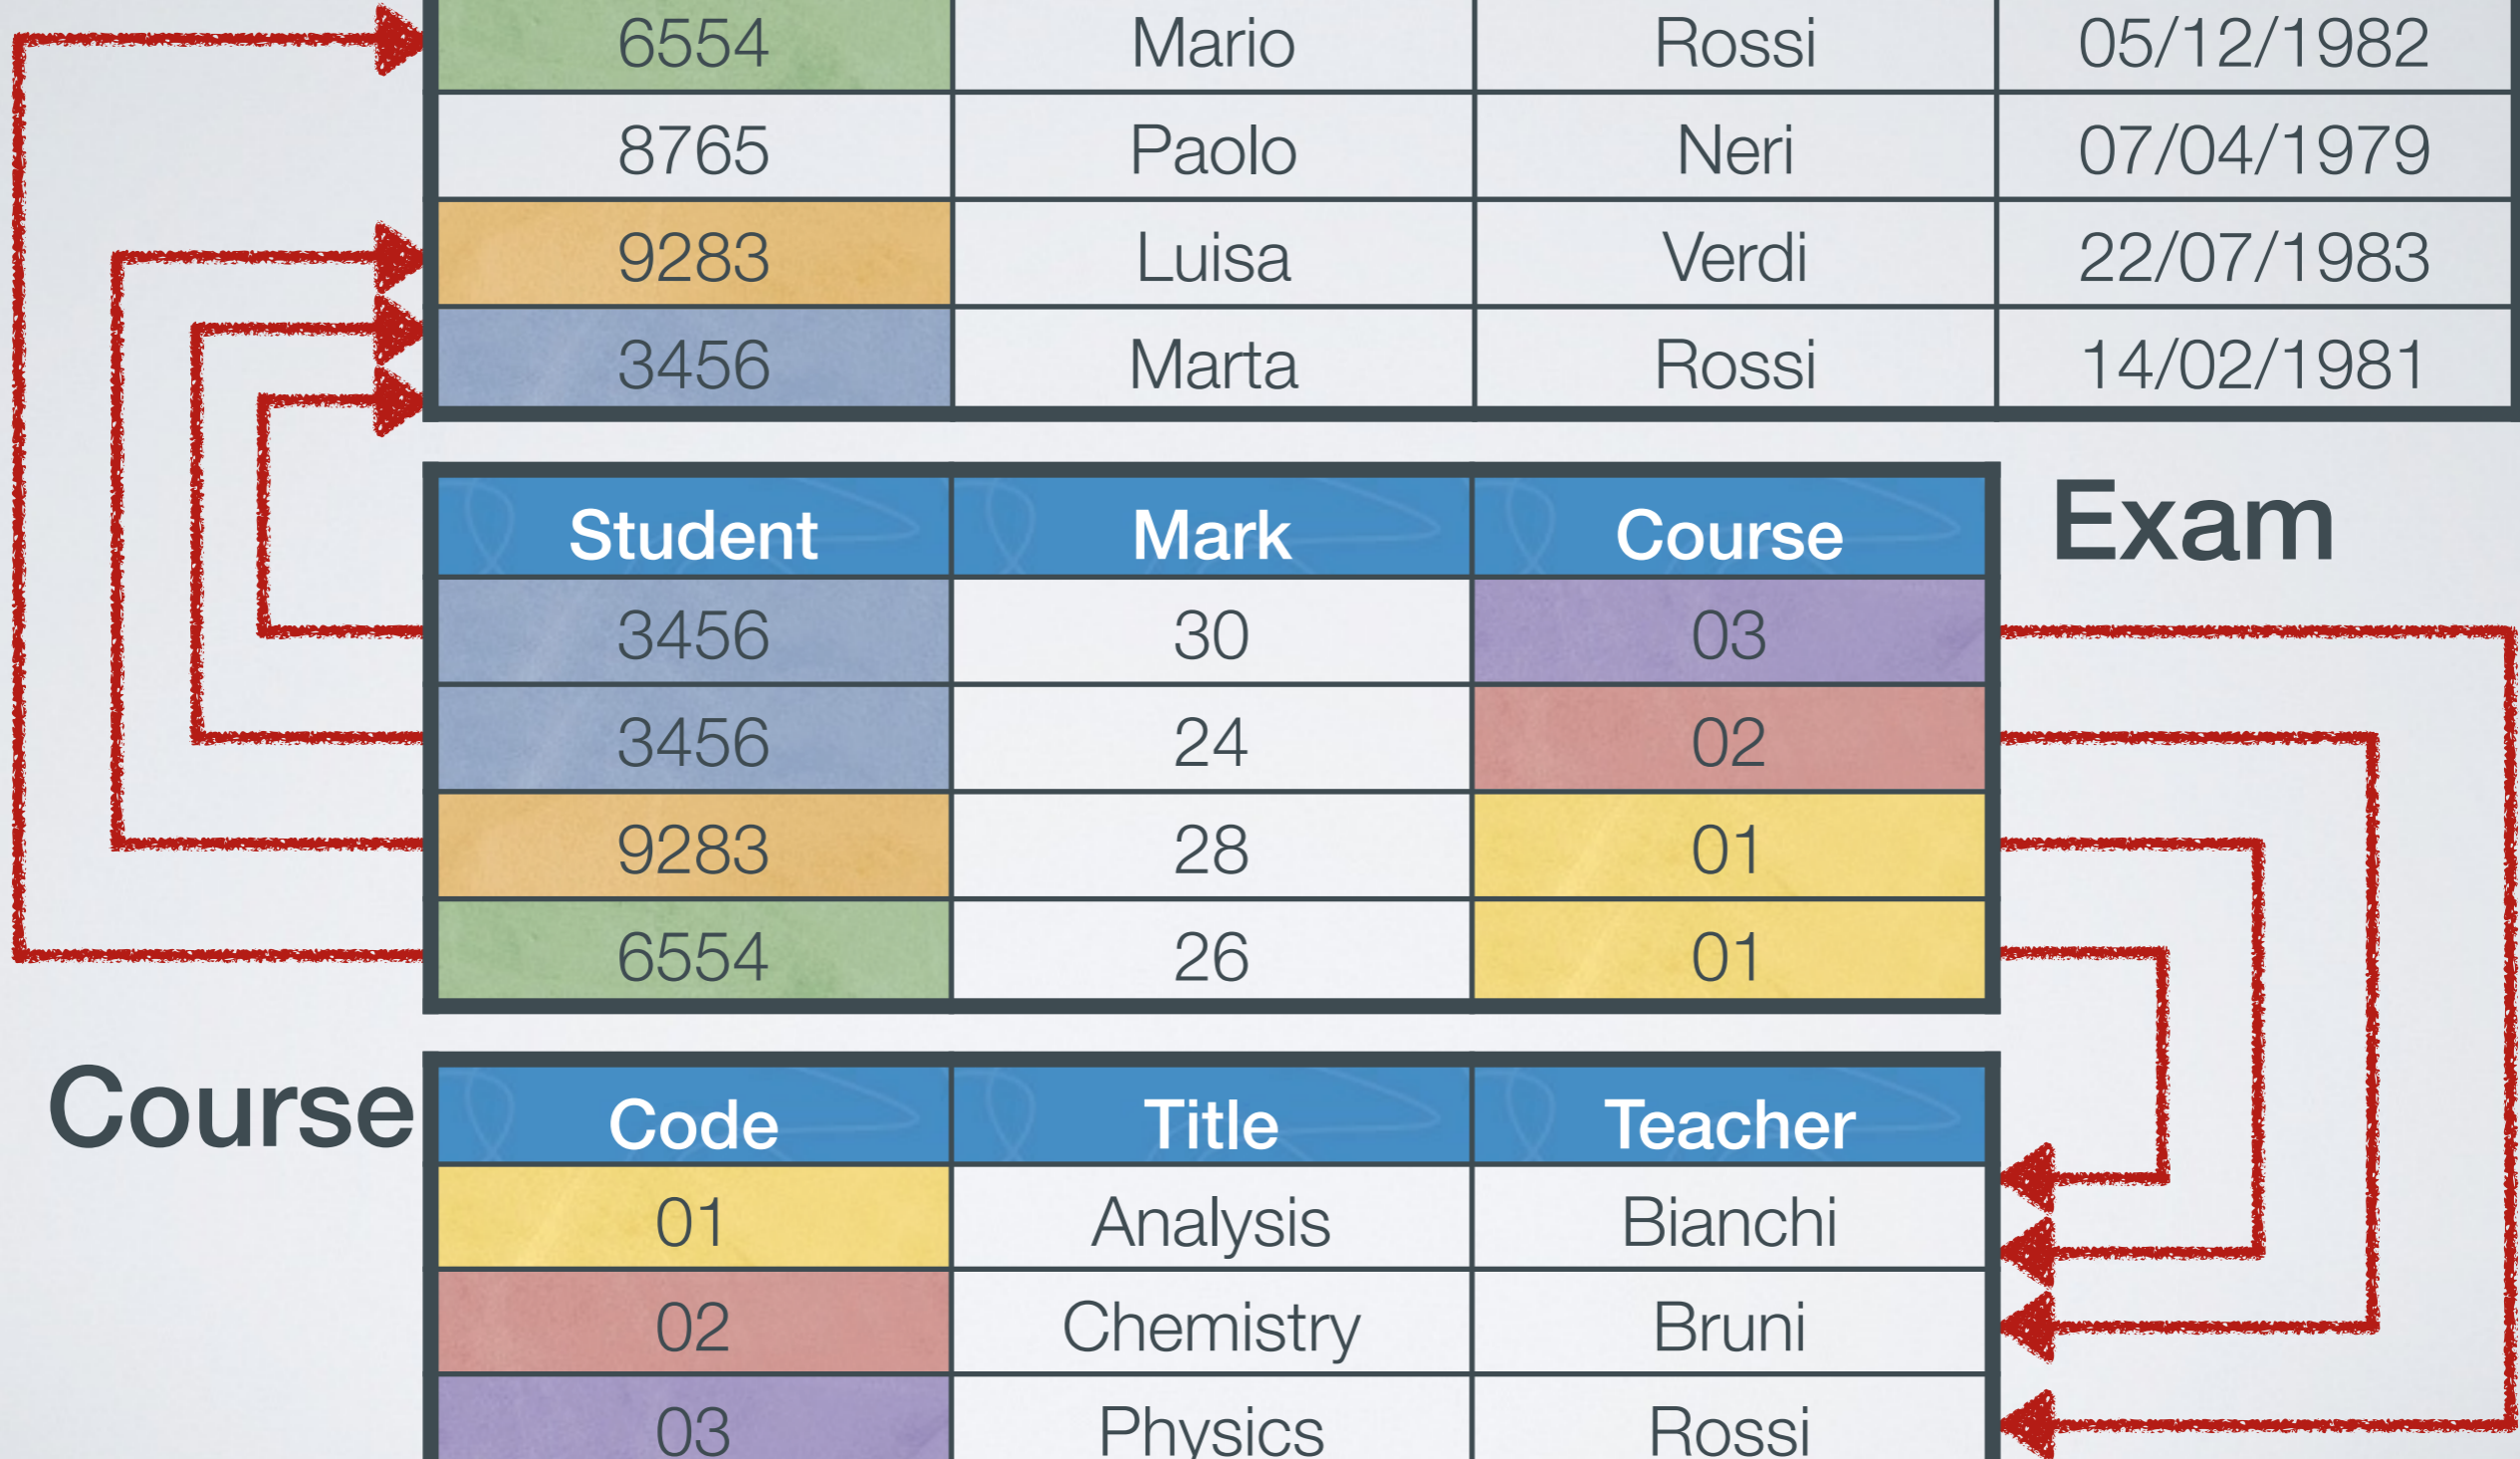 6554 Mario Rossi 05/12/1982
8765 Paolo Neri 07/04/1979
9283 Luisa Verdi 22/07/1983
3456 Marta Rossi 14/02/1981
Exam
Student Mark Course
3456 30 03
3456 24 02
9283 28 01
6554 26 01
Course
Code Title Teacher
01 Analysis Bianchi
02 Chemistry Bruni
03 Physics Rossi